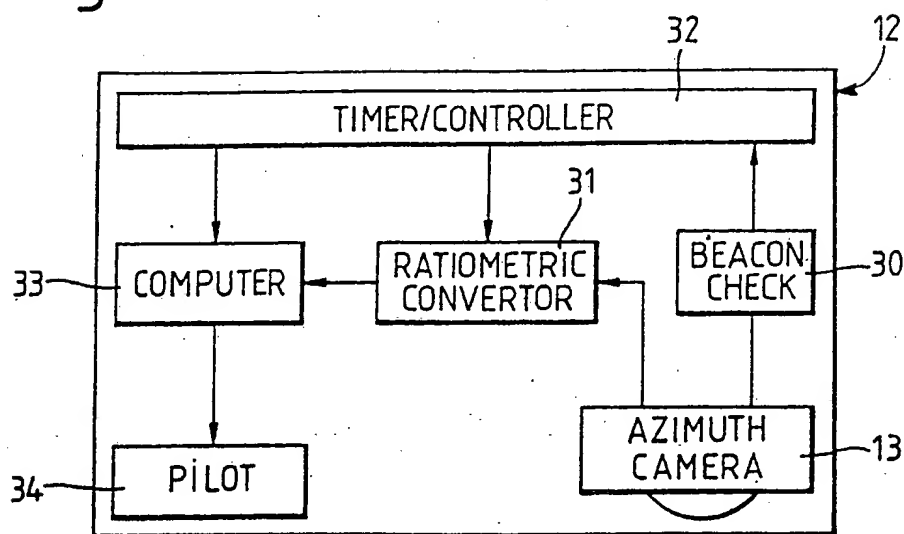 32
12
TIMER/CONTROLLER
31
33
COMPUTER
RATIOMETRIC
CONVERTOR
BEACON
CHECK
30
34
PILOT
AZIMUTH
CAMERA
13